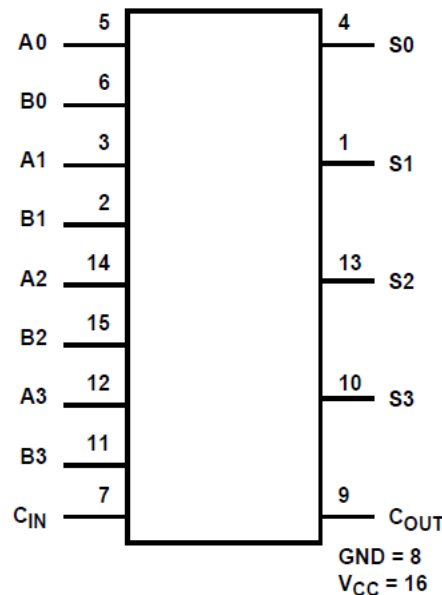 A0 5 4 S0
B0 6
A1 3 1 S1
B1 2
A2 14 13 S2
B2 15
A3 12 10 S3
B3 11
CIN 7 9 COUT
GND = 8
VCC = 16